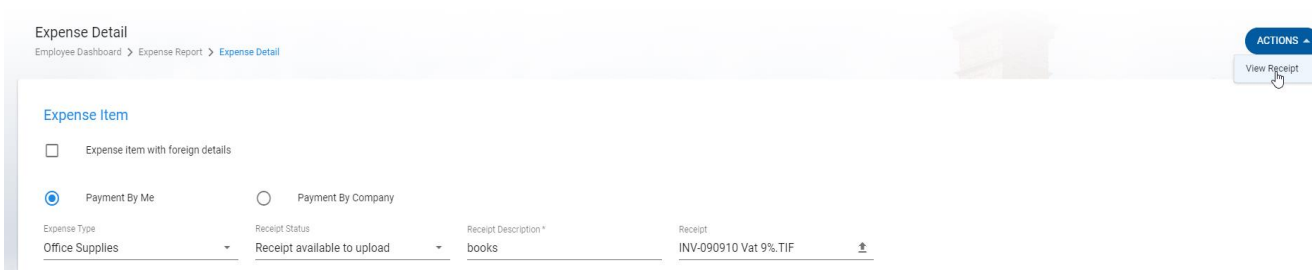 Expense Detail
ACTIONS
Employee Dashboard > Expense Report > Expense Detail
View Receipt
Expense Item
Expense item with foreign details
Payment By Me Payment By Company
Expense Type Receipt Status Receipt Description * Receipt
Office Supplies Receipt available to upload books INV-090910 Vat 9%.TIF